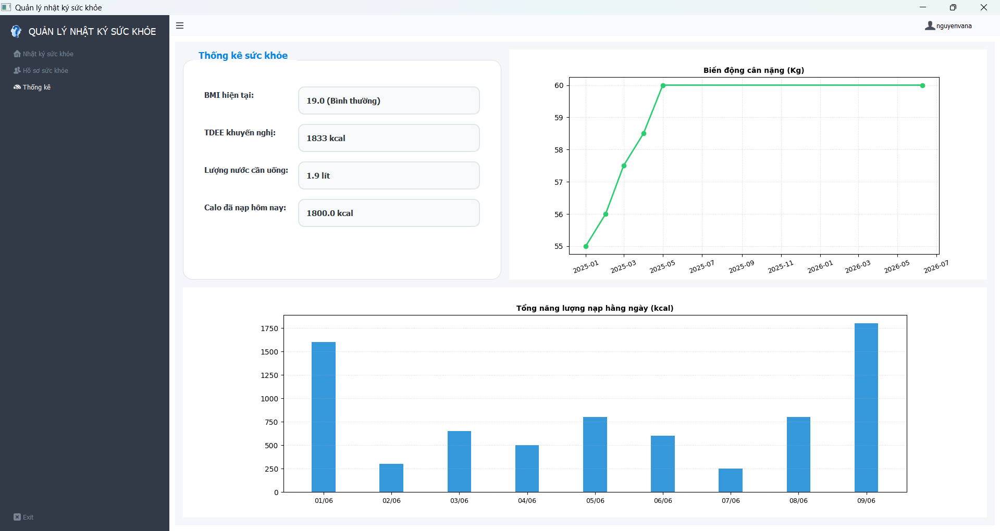 Quản lý nhật ký sức khỏe
QUẢN LÝ NHẬT KÝ SỨC KHỎE
nguyenvana
Nhật ký sức khỏe
Hồ sơ sức khỏe
Thống kê
Exit
Thống kê sức khỏe
BMI hiện tại:
19.0 (Bình thường)
TDEE khuyến nghị:
1833 kcal
Lượng nước cần uống:
1.9 lít
Calo đã nạp hôm nay:
1800.0 kcal
Biến động cân nặng (Kg)
60
59
58
57
56
55
2025-01
2025-03
2025-05
2025-07
2025-09
2025-11
2026-01
2026-03
2026-05
2026-07
Tổng năng lượng nạp hằng ngày (kcal)
1750
1500
1250
1000
750
500
250
0
01/06
02/06
03/06
04/06
05/06
06/06
07/06
08/06
09/06